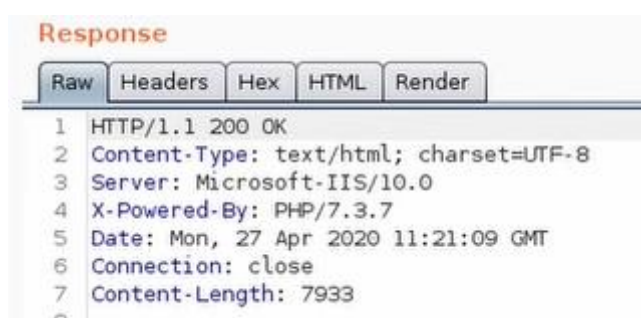 Response
Raw Headers Hex HTML Render
1 HTTP/1.1 200 OK
2 Content-Type: text/html; charset=UTF-8
3 Server: Microsoft-IIS/10.0
4 X-Powered-By: PHP/7.3.7
5 Date: Mon, 27 Apr 2020 11:21:09 GMT
6 Connection: close
7 Content-Length: 7933